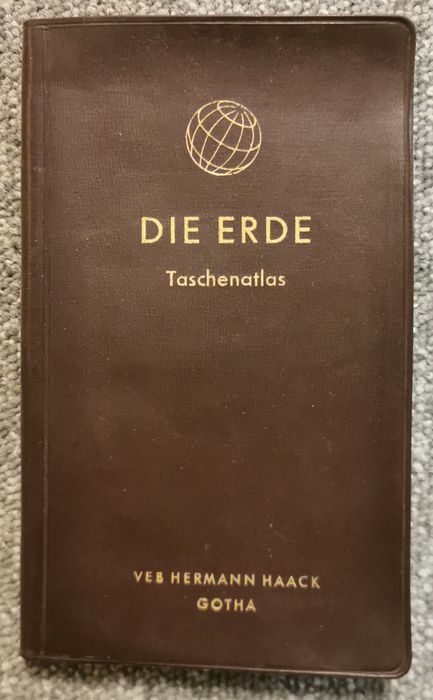 DIE ERDE
Taschenatlas
VEB HERMANN HAACK
GOTHA